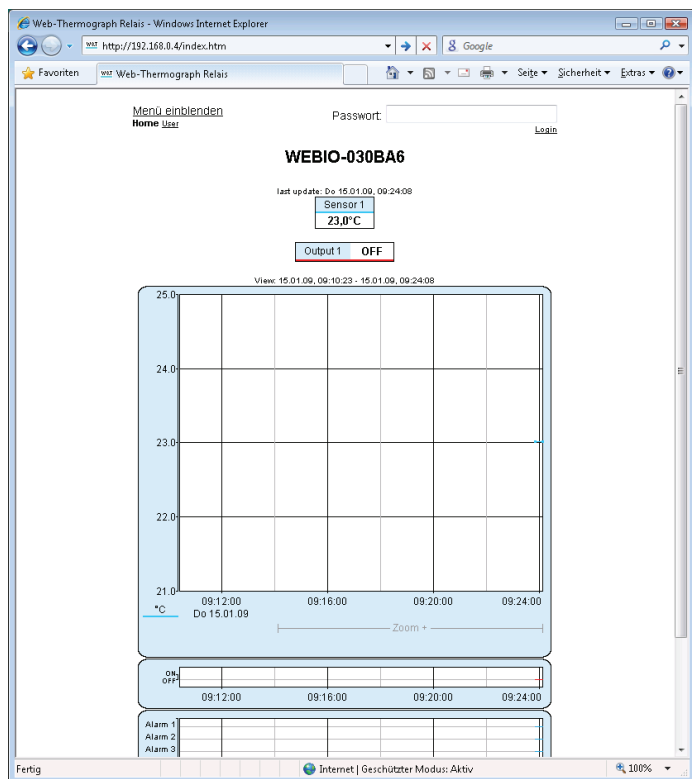 Web-Thermograph Relais - Windows Internet Explorer
W&T http://192.168.0.4/index.htm
Google
Favoriten
W&T Web-Thermograph Relais
Seite Sicherheit Extras
Menü einblenden
Passwort:
Home User
Login
WEBIO-030BA6
last update: Do 15.01.09, 09:24:08
Sensor 1
23,0°C
Output 1 OFF
View: 15.01.09, 09:10:23 - 15.01.09, 09:24:08
25.0
24.0
23.0
22.0
21.0
°C
09:12:00 09:16:00 09:20:00 09:24:00
Do 15.01.09
Zoom +
ON
OFF
09:12:00 09:16:00 09:20:00 09:24:00
Alarm 1
Alarm 2
Alarm 3
Fertig
Internet | Geschützter Modus: Aktiv
100%